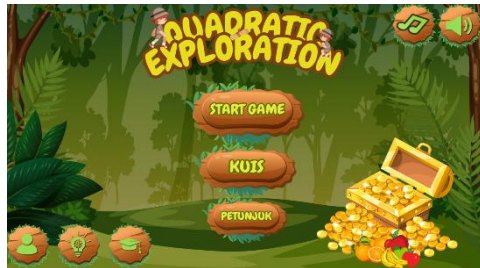 QUADRATIC
EXPLORATION
START GAME
KUIS
PETUNJUK